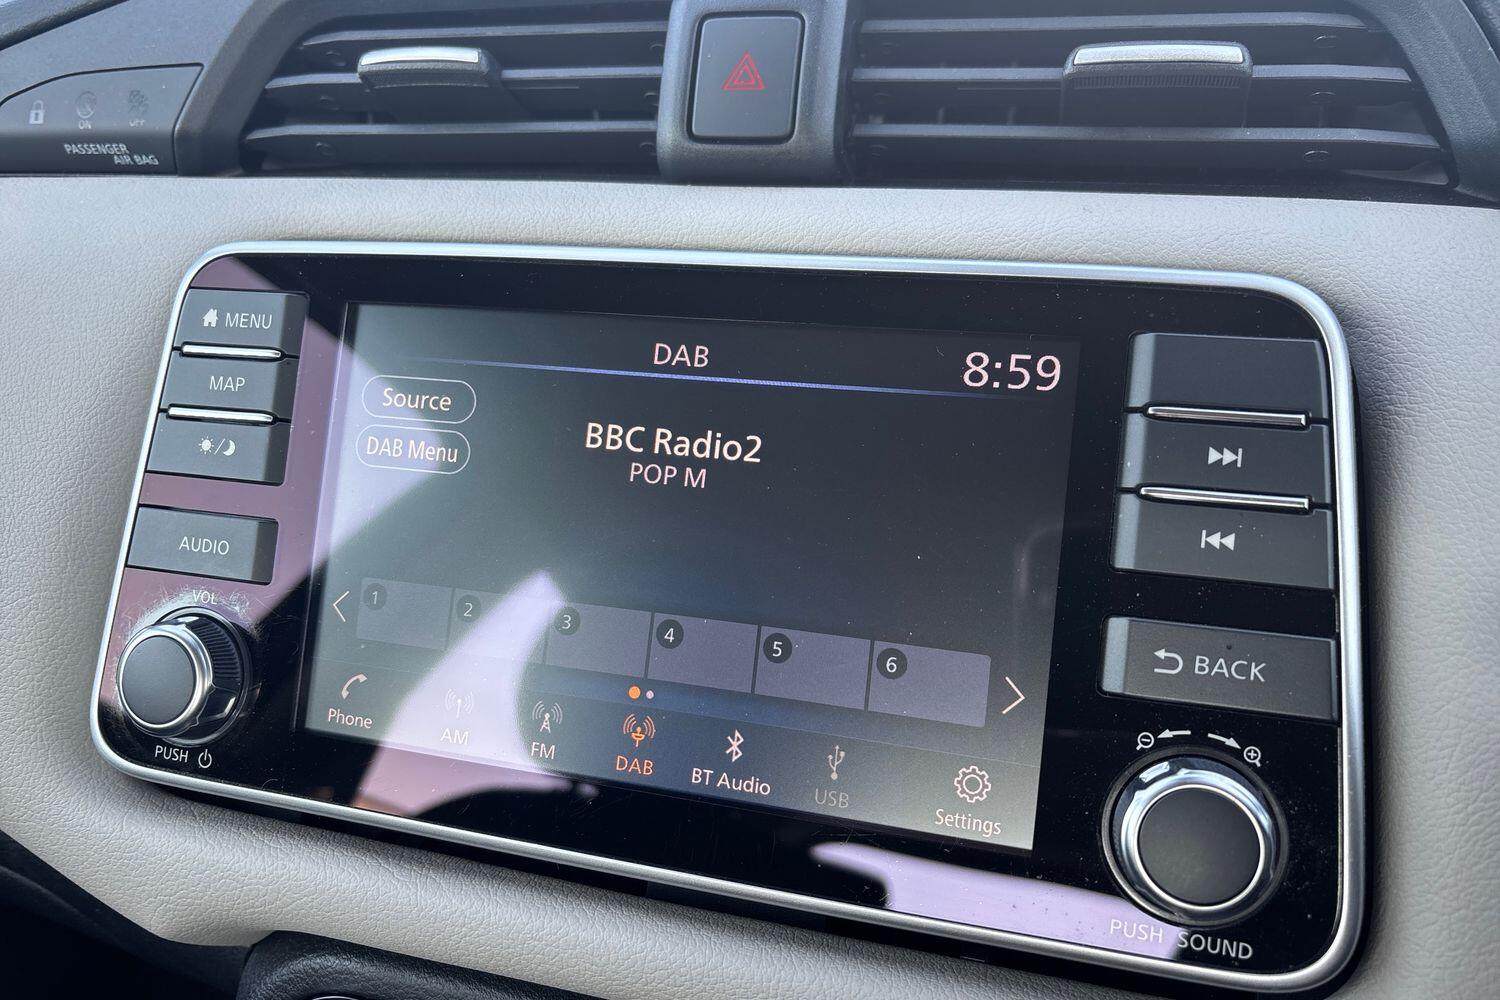 ON
OFF
PASSENGER
AIR BAG
MENU
MAP
AUDIO
VOL
PUSH
DAB
8:59
Source
DAB Menu
BBC Radio2
POP M
1
2
3
4
5
6
Phone
AM
FM
DAB
BT Audio
USB
Settings
BACK
PUSH SOUND